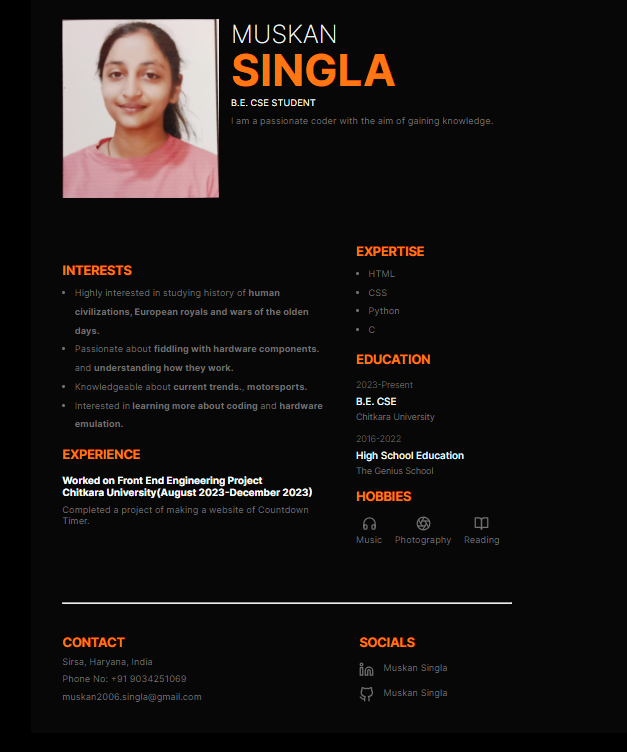 MUSKAN
SINGLA
B.E. CSE STUDENT
I am a passionate coder with the aim of gaining knowledge.
INTERESTS
• Highly interested in studying history of human
civilizations, European royals and wars of the olden
days.
• Passionate about fiddling with hardware components.
and understanding how they work.
• Knowledgeable about current trends., motorsports.
• Interested in learning more about coding and hardware
emulation.
EXPERIENCE
Worked on Front End Engineering Project
Chitkara University(August 2023-December 2023)
Completed a project of making a website of Countdown
Timer.
EXPERTISE
• HTML
• CSS
• Python
• C
EDUCATION
2023-Present
B.E. CSE
Chitkara University
2016-2022
High School Education
The Genius School
HOBBIES
Music Photography Reading
CONTACT
Sirsa, Haryana, India
Phone No: +91 9034251069
muskan2006.singla@gmail.com
SOCIALS
Muskan Singla
Muskan Singla